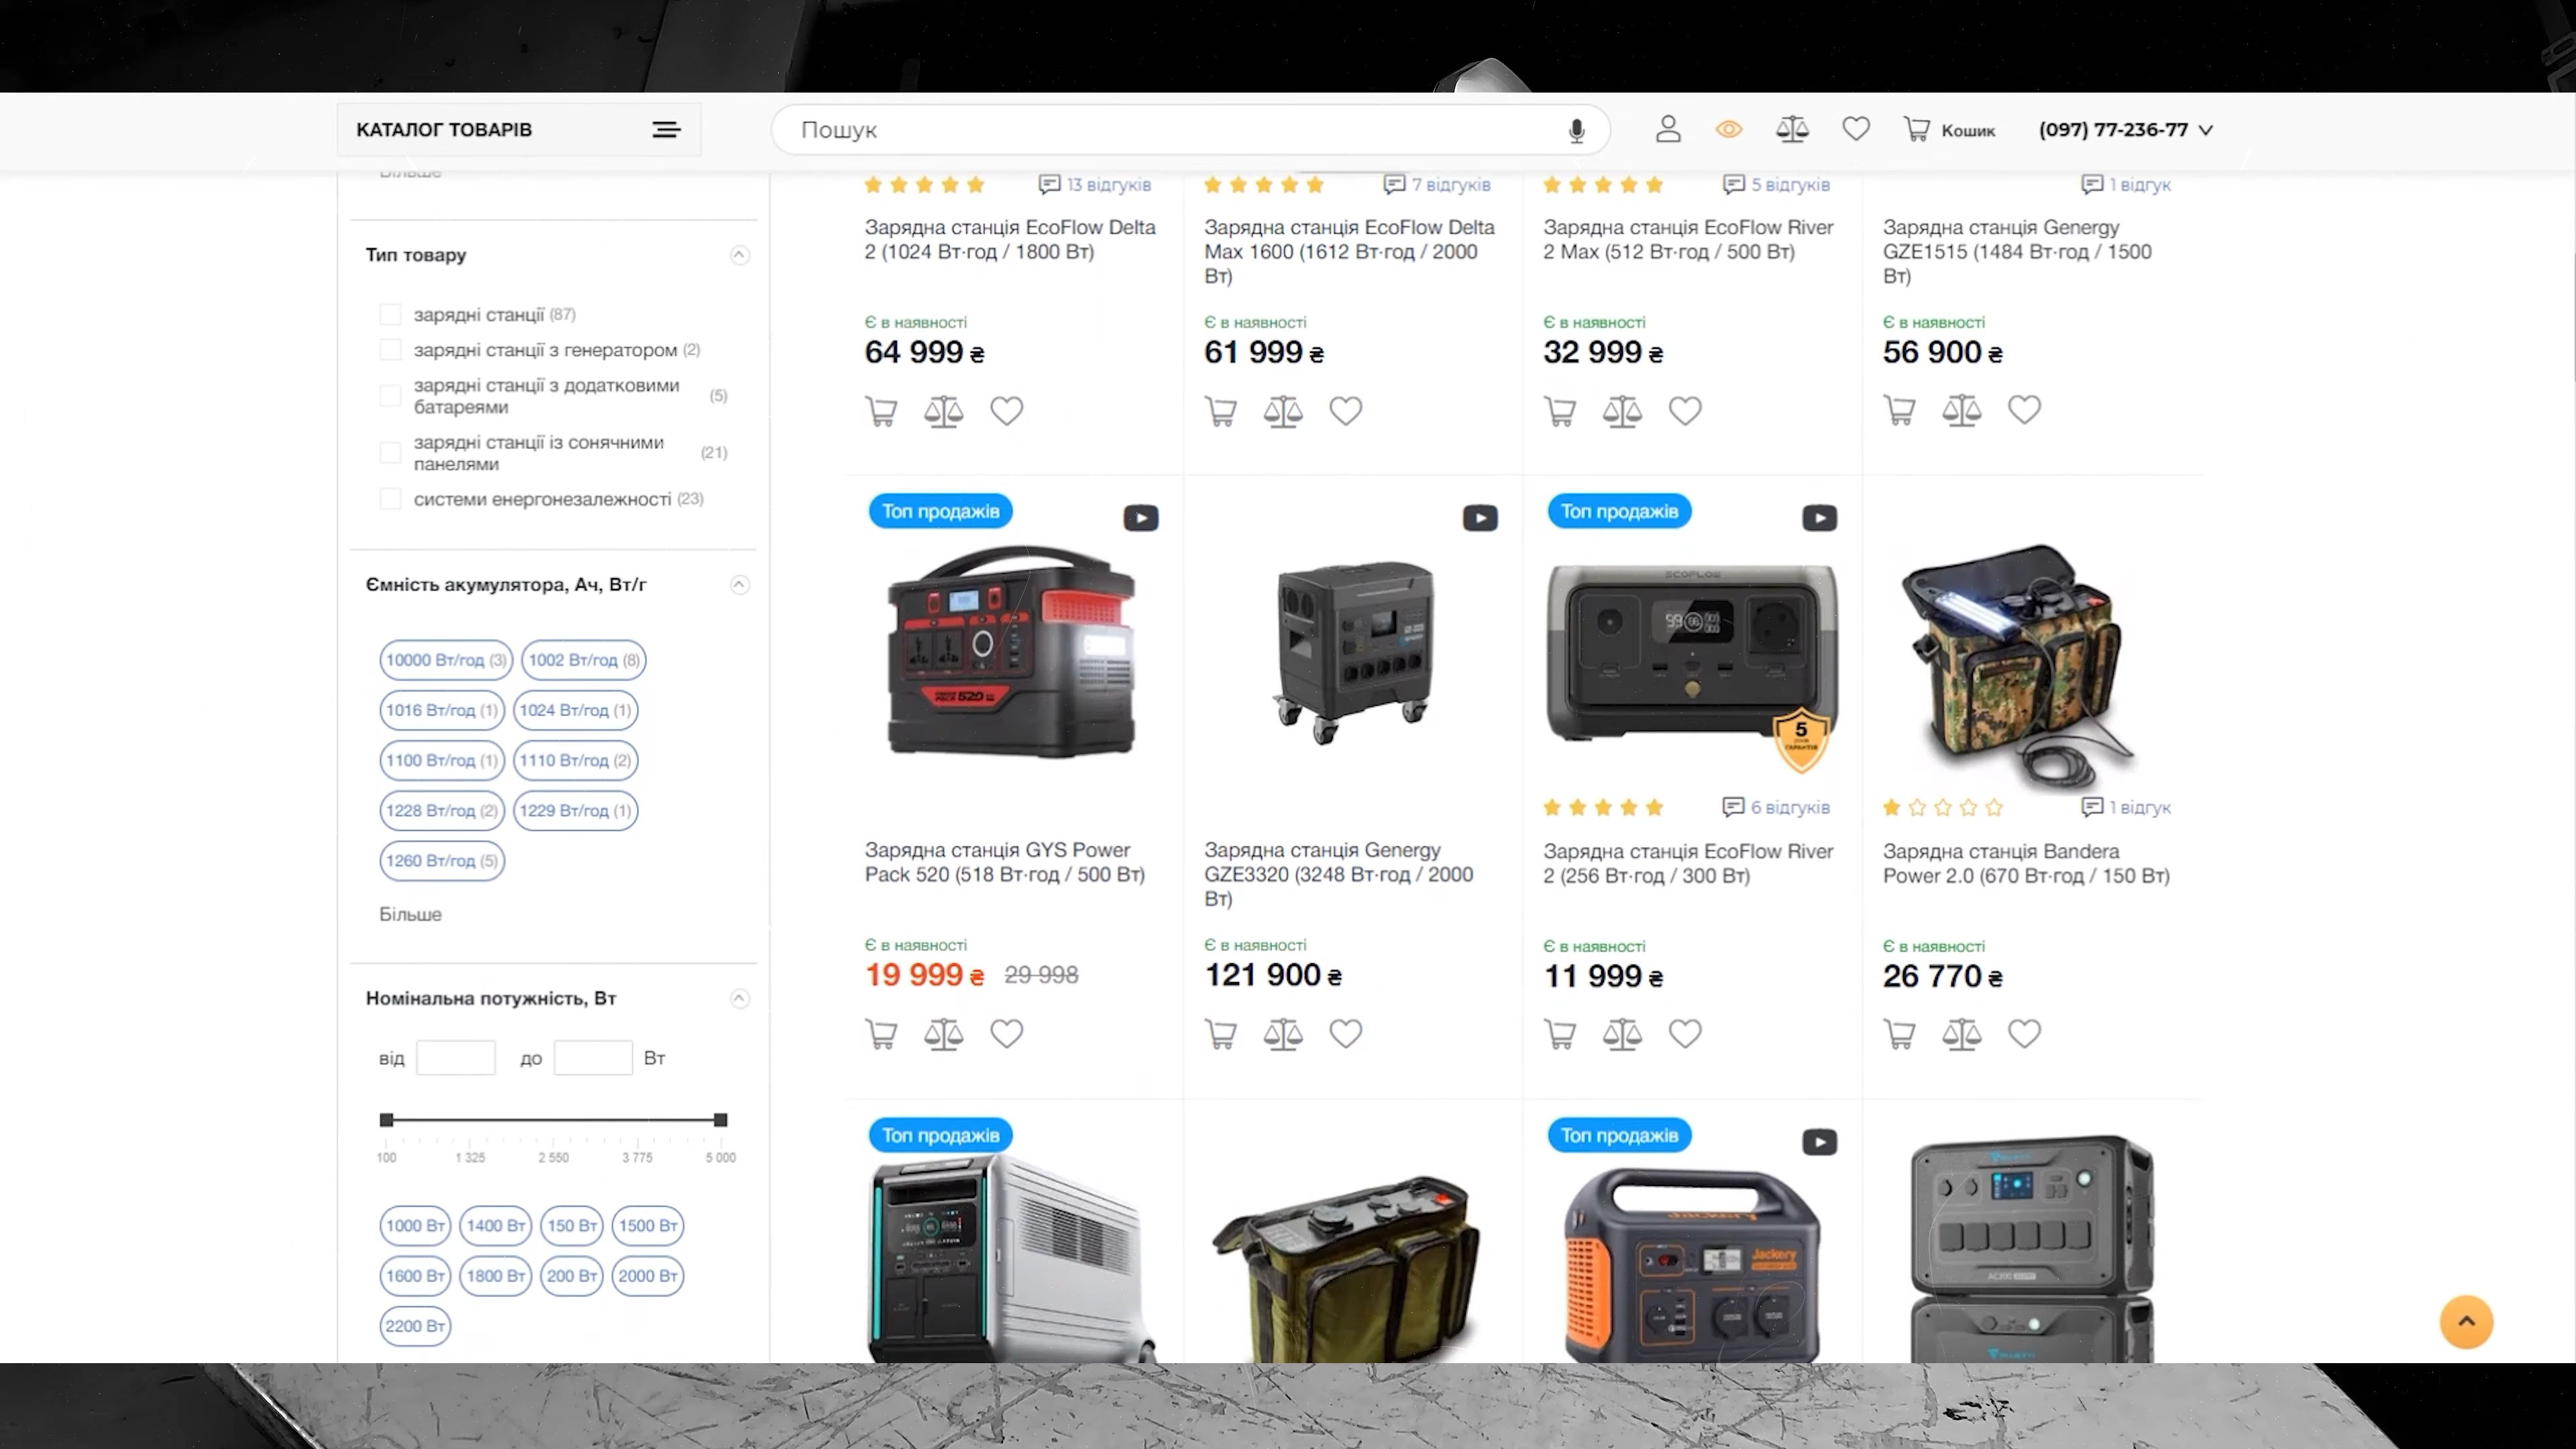 КАТАЛОГ ТОВАРІВ
Пошук
Кошик
(097) 77-236-77
Більше
Тип товару
зарядні станції (87)
зарядні станції з генератором (2)
зарядні станції з додатковими
батареями (5)
зарядні станції із сонячними
панелями (21)
системи енергонезалежності (23)
Ємність акумулятора, Ач, Вт/г
10000 Вт/год (3) 1002 Вт/год (8)
1016 Вт/год (1) 1024 Вт/год (1)
1100 Вт/год (1) 1110 Вт/год (2)
1228 Вт/год (2) 1229 Вт/год (1)
1260 Вт/год (5)
Більше
Номінальна потужність, Вт
від до Вт
100 1 325 2 550 3 775 5 000
1000 Вт 1400 Вт 150 Вт 1500 Вт
1600 Вт 1800 Вт 200 Вт 2000 Вт
2200 Вт
13 відгуків
Зарядна станція EcoFlow Delta
2 (1024 Вт·год / 1800 Вт)
Є в наявності
64 999 ₴
7 відгуків
Зарядна станція EcoFlow Delta
Max 1600 (1612 Вт·год / 2000
Вт)
Є в наявності
61 999 ₴
5 відгуків
Зарядна станція EcoFlow River
2 Max (512 Вт·год / 500 Вт)
Є в наявності
32 999 ₴
1 відгук
Зарядна станція Genergy
GZE1515 (1484 Вт·год / 1500
Вт)
Є в наявності
56 900 ₴
Топ продажів
520
Зарядна станція GYS Power
Pack 520 (518 Вт·год / 500 Вт)
Є в наявності
19 999 ₴ 29 998
Зарядна станція Genergy
GZE3320 (3248 Вт·год / 2000
Вт)
Є в наявності
121 900 ₴
Топ продажів
ECOFLOW
99
5
ГАРАНТІЯ
6 відгуків
Зарядна станція EcoFlow River
2 (256 Вт·год / 300 Вт)
Є в наявності
11 999 ₴
1 відгук
Зарядна станція Bandera
Power 2.0 (670 Вт·год / 150 Вт)
Є в наявності
26 770 ₴
Топ продажів
Топ продажів
Jackery
AC300